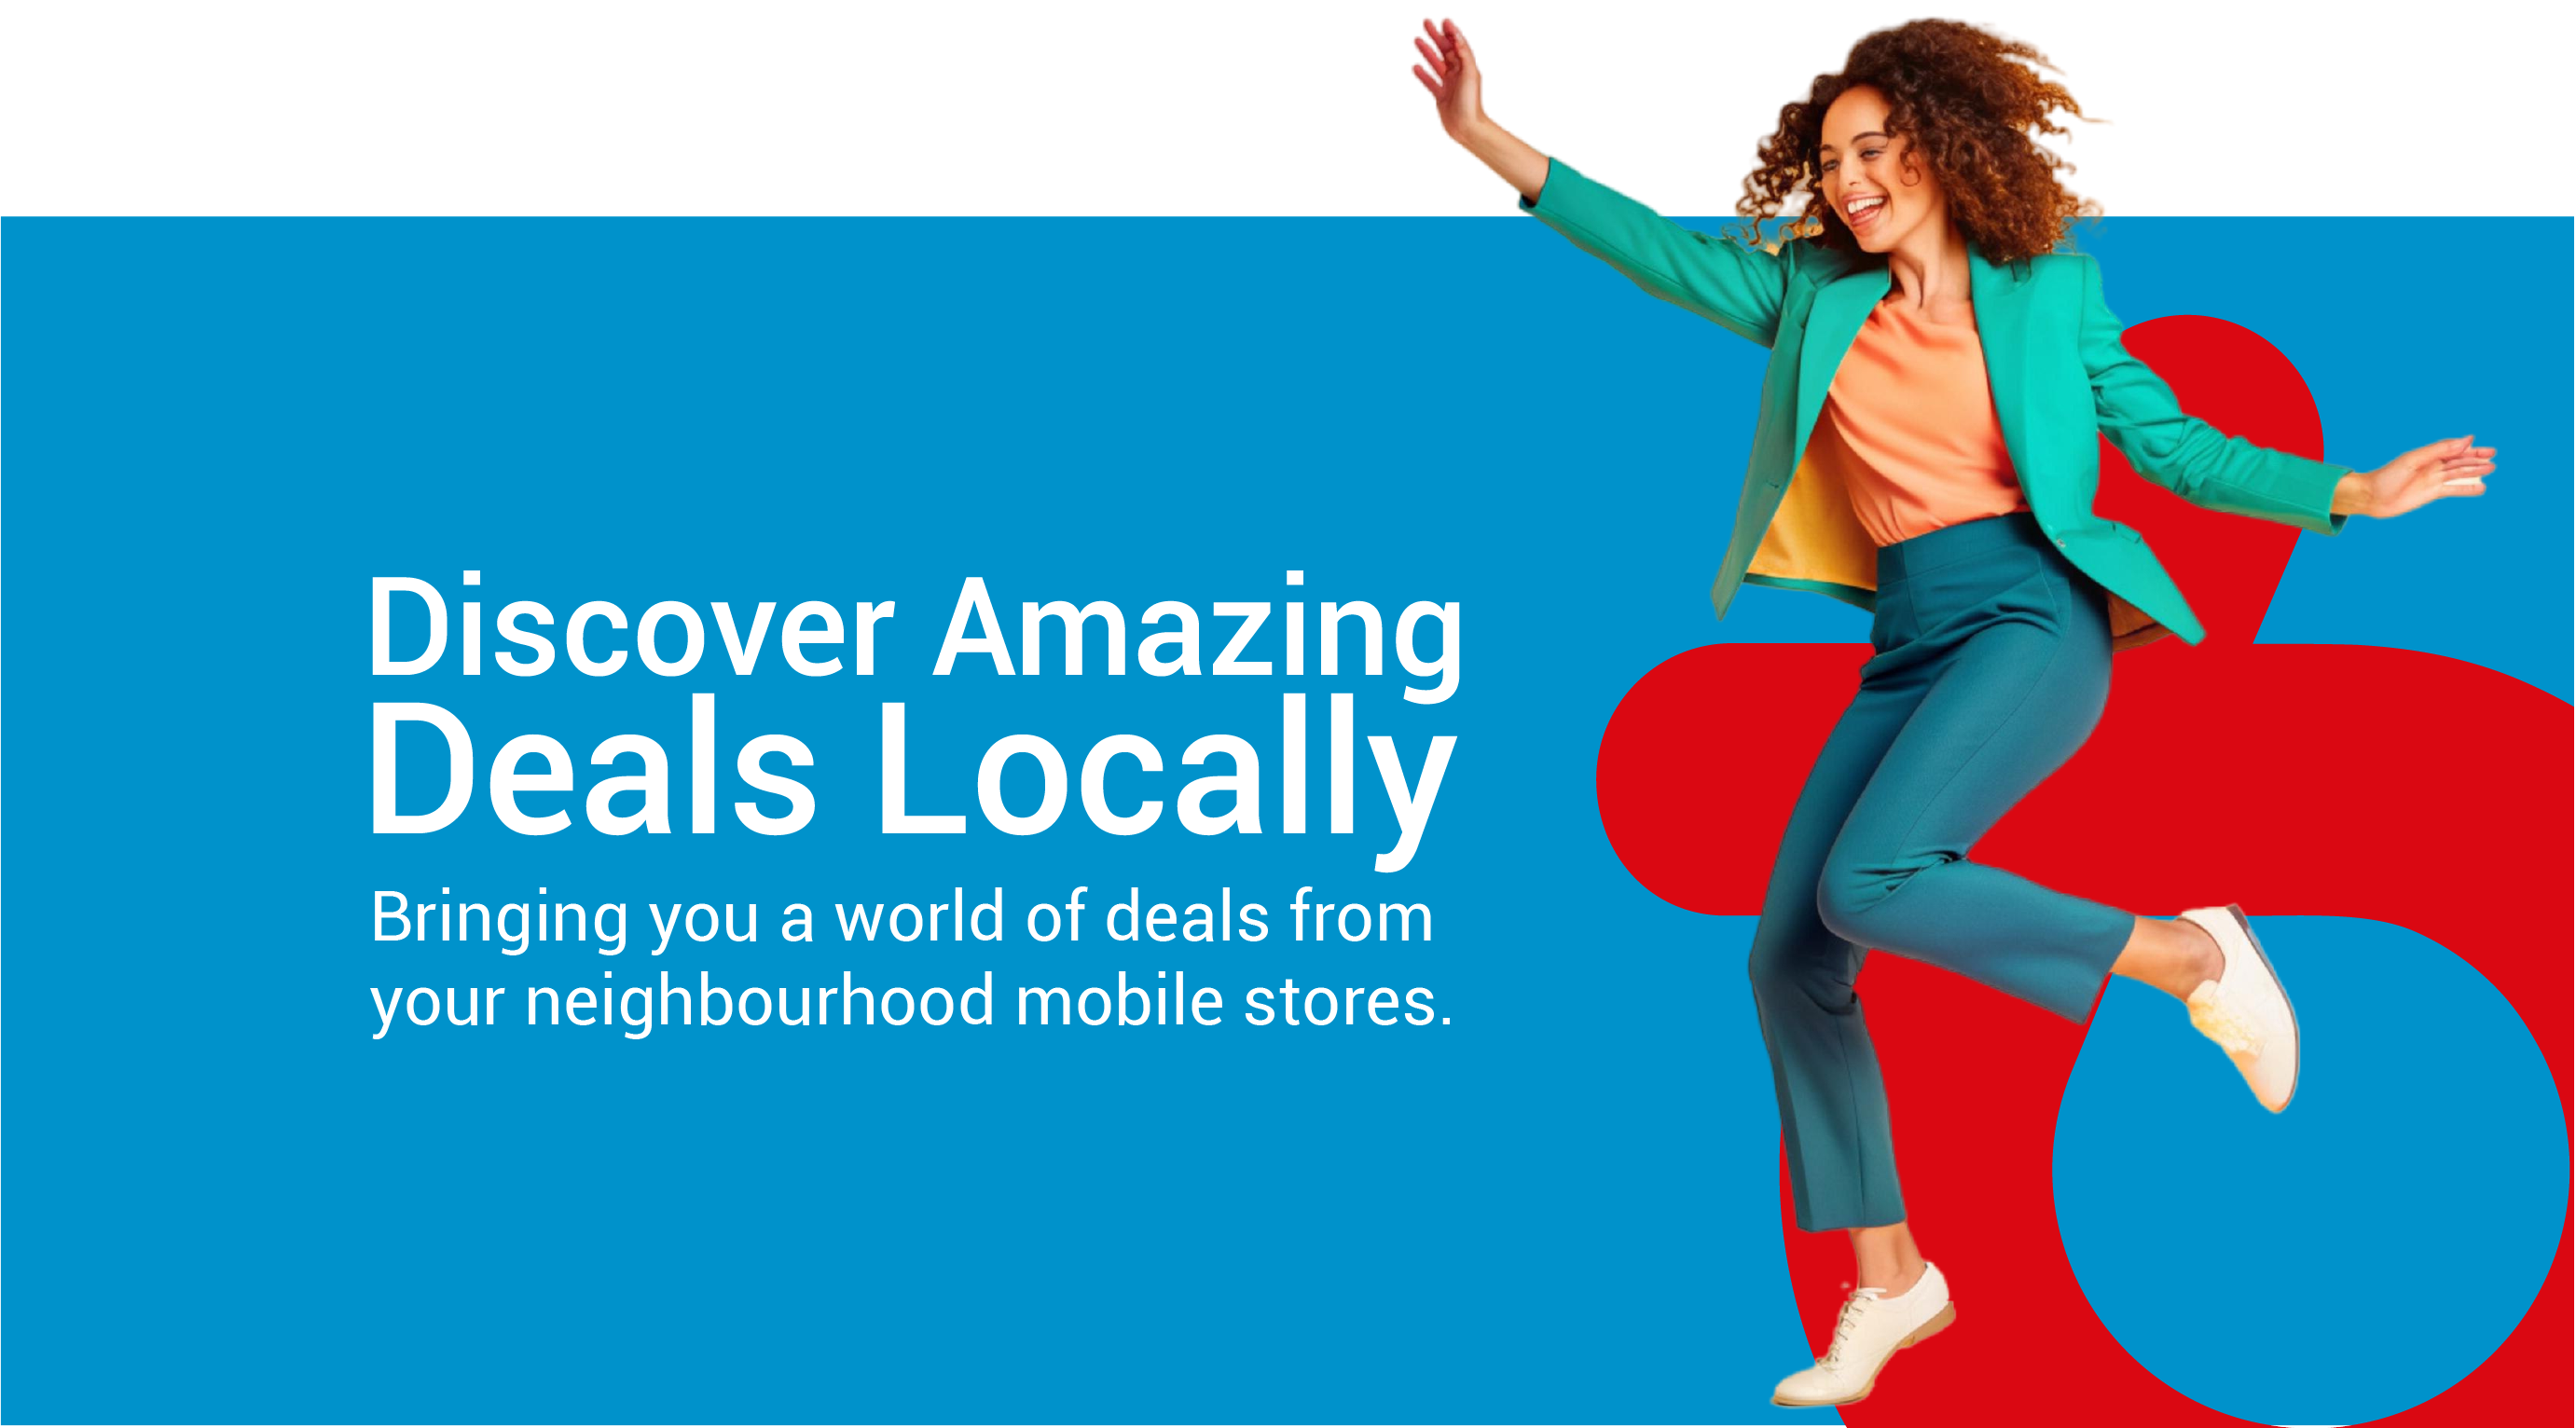 Discover Amazing
Deals Locally
Bringing you a world of deals from
your neighbourhood mobile stores.